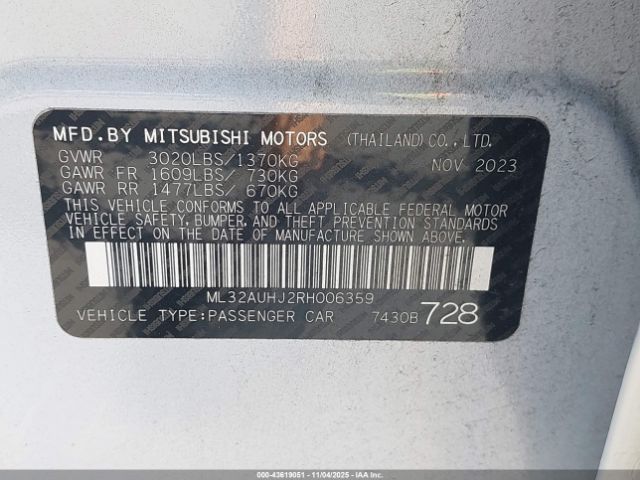 MFD.BY MITSUBISHI MOTORS (THAILAND) CO.,LTD.
GVWR 3020LBS/1370KG NOV 2023
GAWR FR 1609LBS/ 730KG
GAWR RR 1477LBS/ 670KG
THIS VEHICLE CONFORMS TO ALL APPLICABLE FEDERAL MOTOR
VEHICLE SAFETY, BUMPER, AND THEFT PREVENTION STANDARDS
IN EFFECT ON THE DATE OF MANUFACTURE SHOWN ABOVE.
ML32AUHJ2RH006359
VEHICLE TYPE:PASSENGER CAR 7430B 728
000-43619051 - 11/04/2025 - IAAI.COM